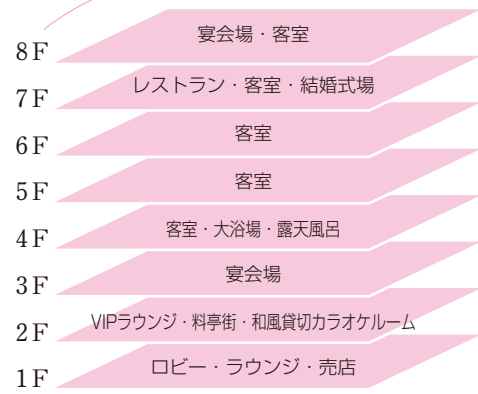 8F 宴会場・客室
7F レストラン・客室・結婚式場
6F 客室
5F 客室
4F 客室・大浴場・露天風呂
3F 宴会場
2F VIPラウンジ・料亭街・和風貸切カラオケルーム
1F ロビー・ラウンジ・売店